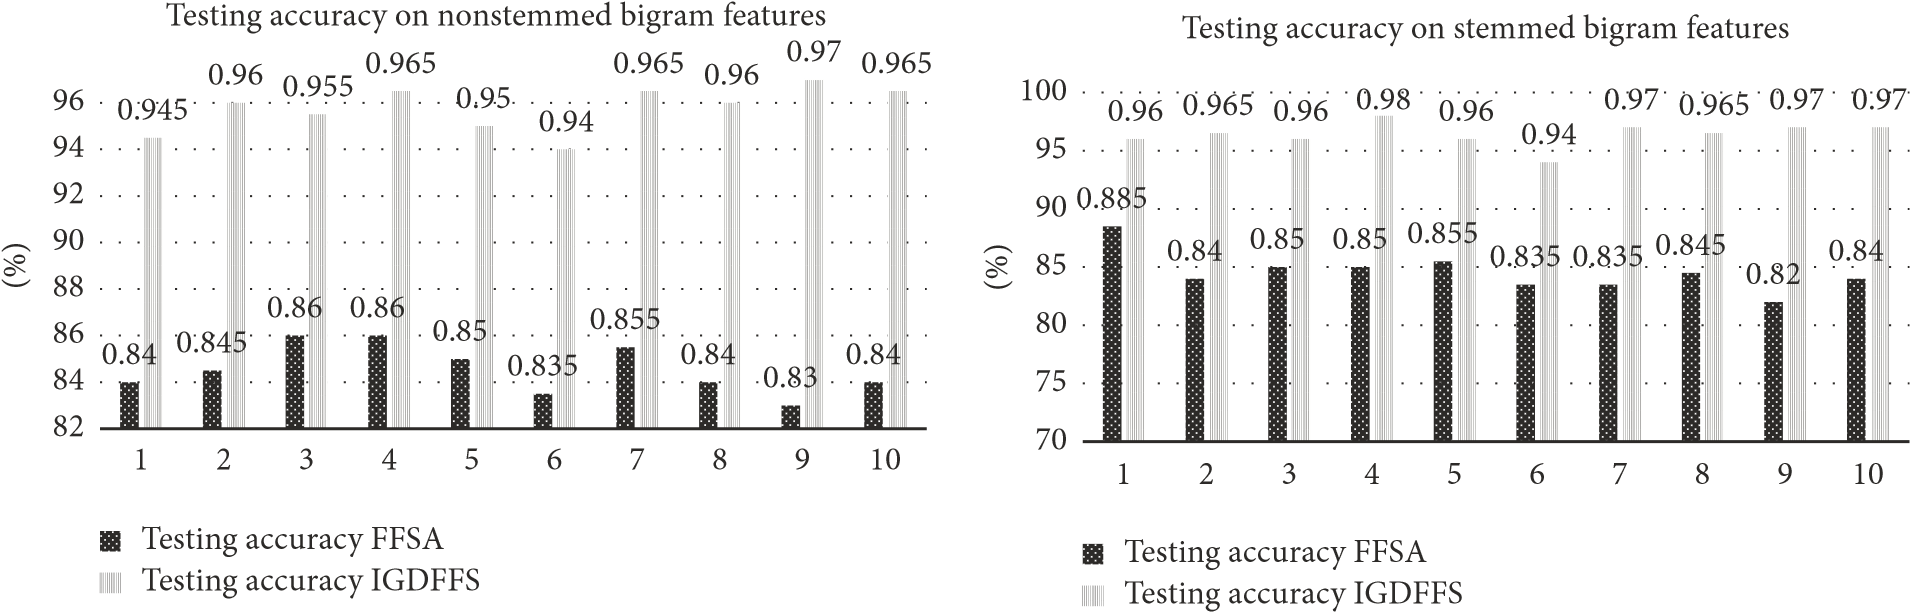 Testing accuracy on nonstemmed bigram features
0.945 0.96 0.955 0.965 0.95 0.94 0.965 0.96 0.97 0.965
0.84 0.845 0.86 0.86 0.85 0.835 0.855 0.84 0.83 0.84
96
94
92
90
88
86
84
82
(%)
1 2 3 4 5 6 7 8 9 10
Testing accuracy FFSA
Testing accuracy IGDFFS
Testing accuracy on stemmed bigram features
0.96 0.965 0.96 0.98 0.96 0.94 0.97 0.965 0.97 0.97
0.885 0.84 0.85 0.85 0.855 0.835 0.835 0.845 0.82 0.84
100
95
90
85
80
75
70
(%)
1 2 3 4 5 6 7 8 9 10
Testing accuracy FFSA
Testing accuracy IGDFFS